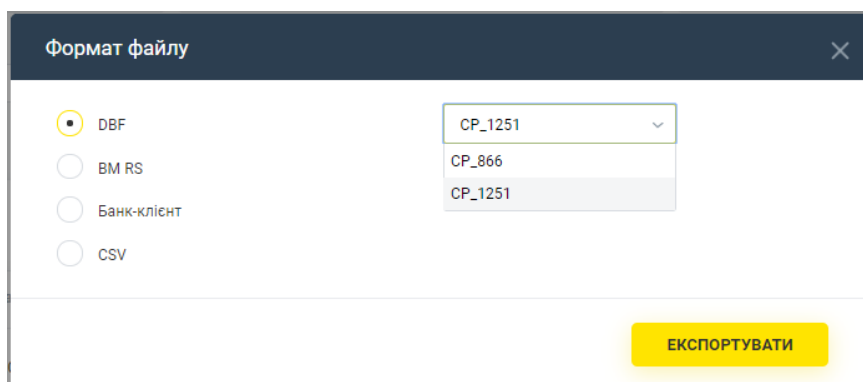 Формат файлу
DBF
CP_1251
BM RS
CP_866
CP_1251
Банк-клієнт
CSV
ЕКСПОРТУВАТИ